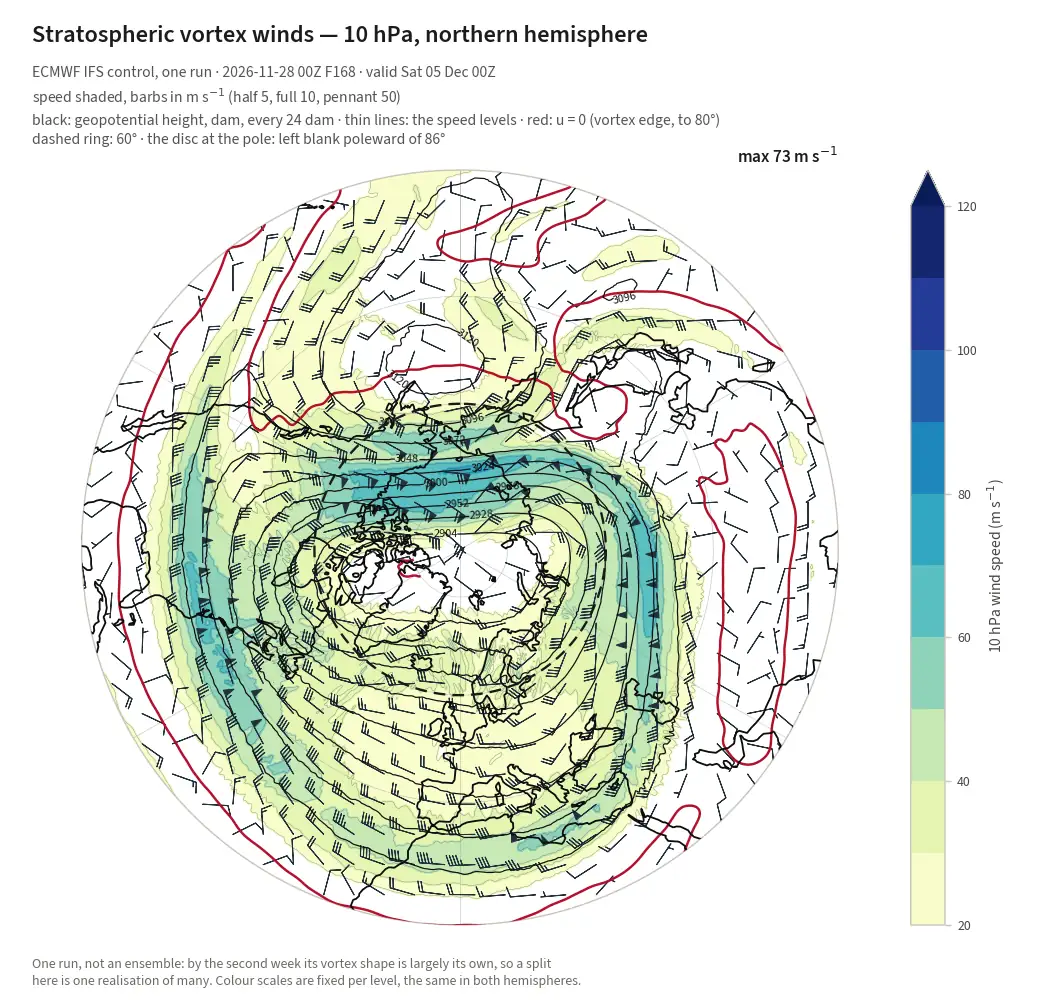 Stratospheric vortex winds — 10 hPa, northern hemisphere
ECMWF IFS control, one run · 2026-11-28 00Z F168 · valid Sat 05 Dec 00Z
speed shaded, barbs in m s⁻¹ (half 5, full 10, pennant 50)
black: geopotential height, dam, every 24 dam · thin lines: the speed levels · red: u = 0 (vortex edge, to 80°)
dashed ring: 60° · the disc at the pole: left blank poleward of 86°
max 73 m s⁻¹
120
100
80
60
40
20
10 hPa wind speed (m s⁻¹)
3096
3120
3096
3048
2952
2928
2904
One run, not an ensemble: by the second week its vortex shape is largely its own, so a split
here is one realisation of many. Colour scales are fixed per level, the same in both hemispheres.